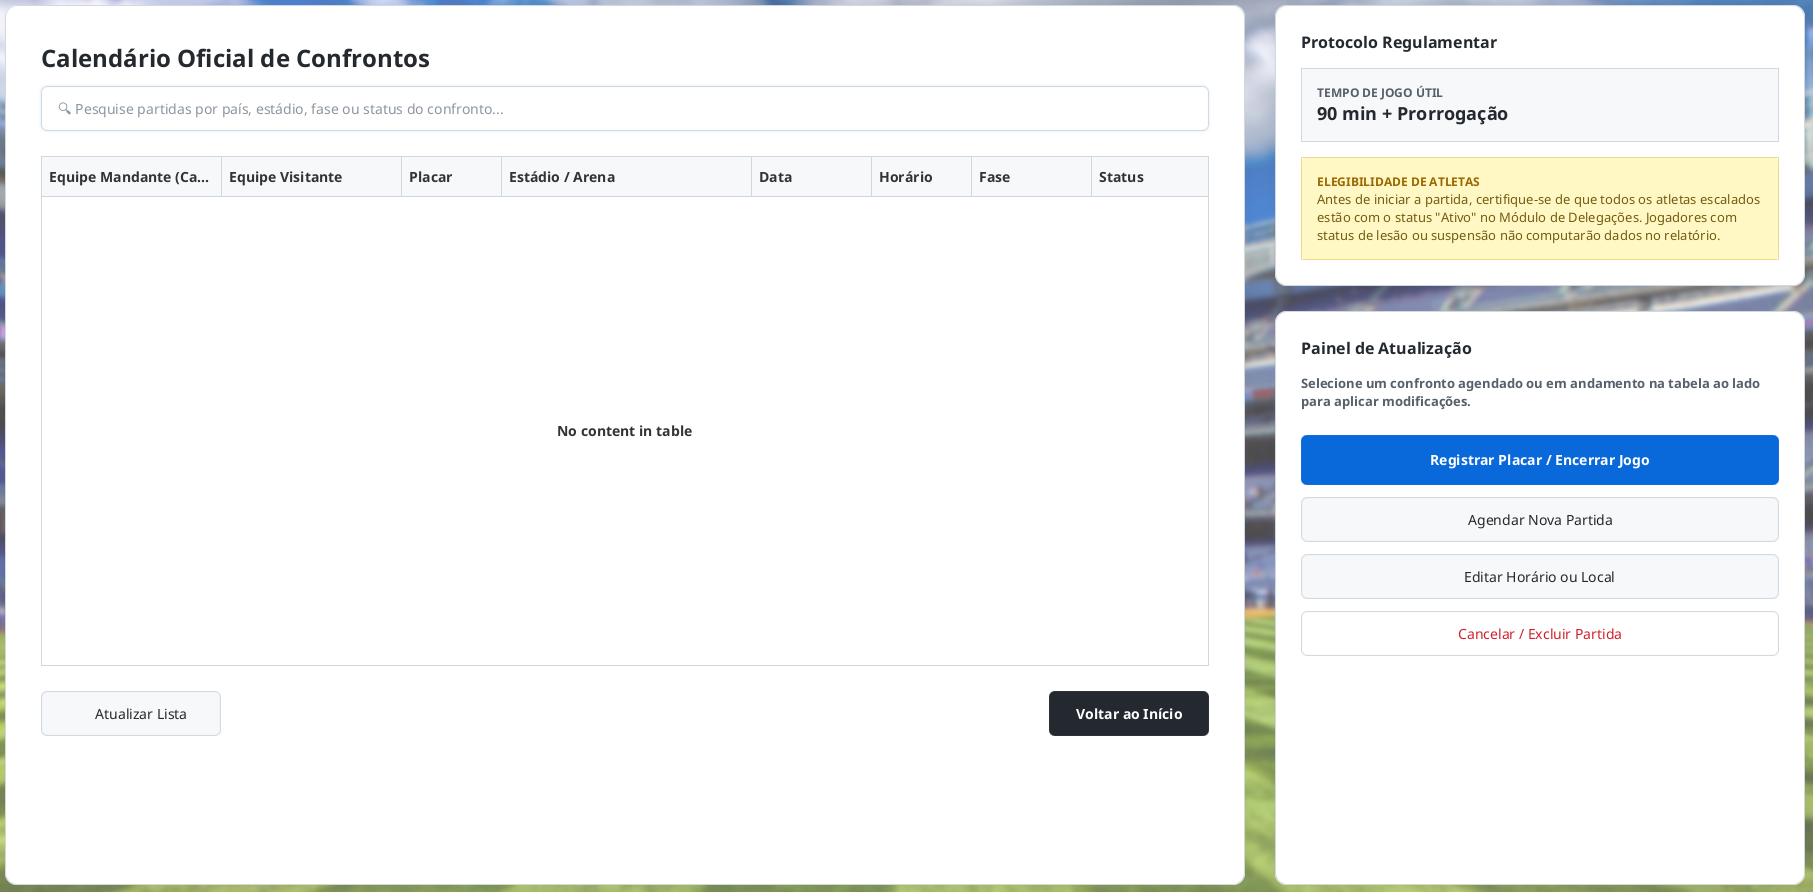 Calendário Oficial de Confrontos
🔍 Pesquise partidas por país, estádio, fase ou status do confronto...
Equipe Mandante (Ca... Equipe Visitante Placar Estádio / Arena Data Horário Fase Status
No content in table
Atualizar Lista
Voltar ao Início
Protocolo Regulamentar
TEMPO DE JOGO ÚTIL
90 min + Prorrogação
ELEGIBILIDADE DE ATLETAS
Antes de iniciar a partida, certifique-se de que todos os atletas escalados
estão com o status "Ativo" no Módulo de Delegações. Jogadores com
status de lesão ou suspensão não computarão dados no relatório.
Painel de Atualização
Selecione um confronto agendado ou em andamento na tabela ao lado
para aplicar modificações.
Registrar Placar / Encerrar Jogo
Agendar Nova Partida
Editar Horário ou Local
Cancelar / Excluir Partida